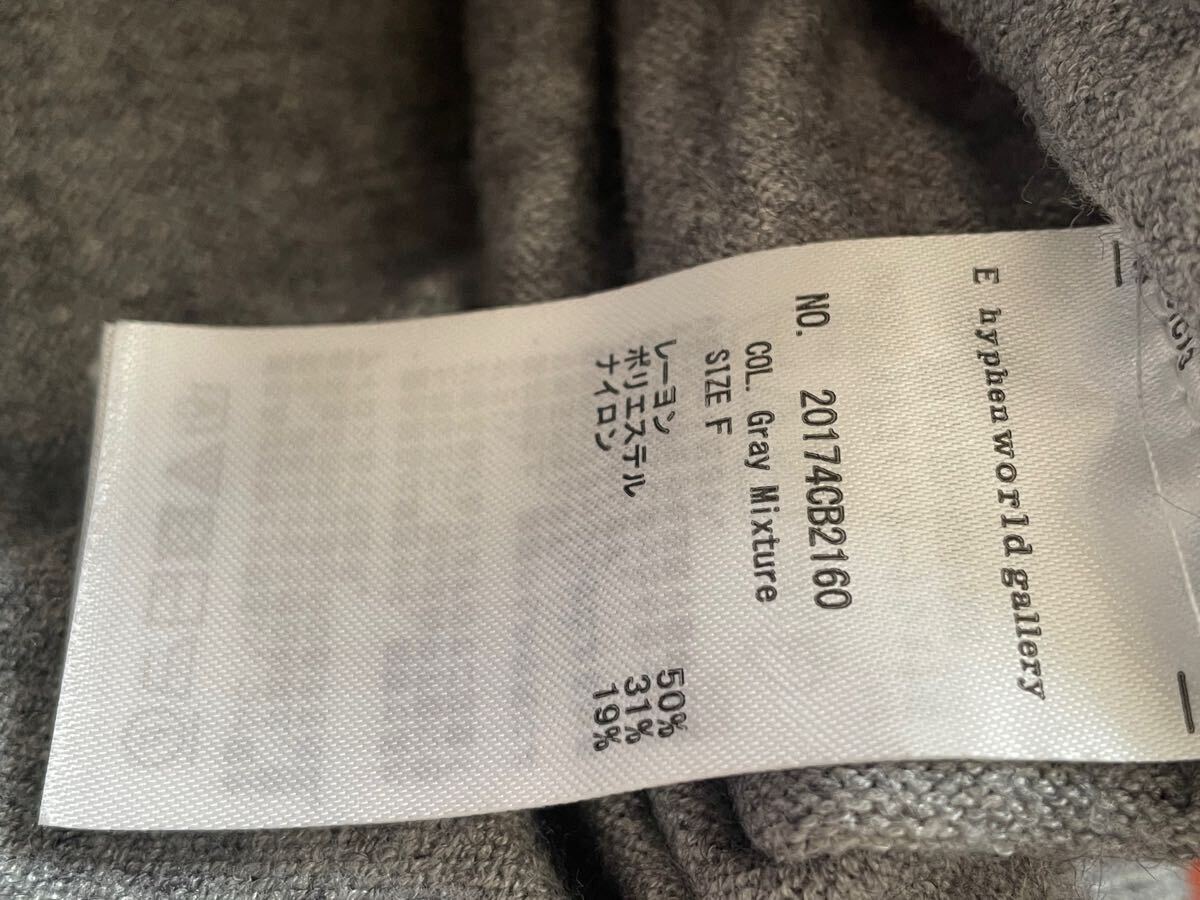 E hyphen world gallery
NO. 20174CB2160
COL. Gray Mixture
SIZE F
レーヨン 50%
ポリエステル 31%
ナイロン 19%